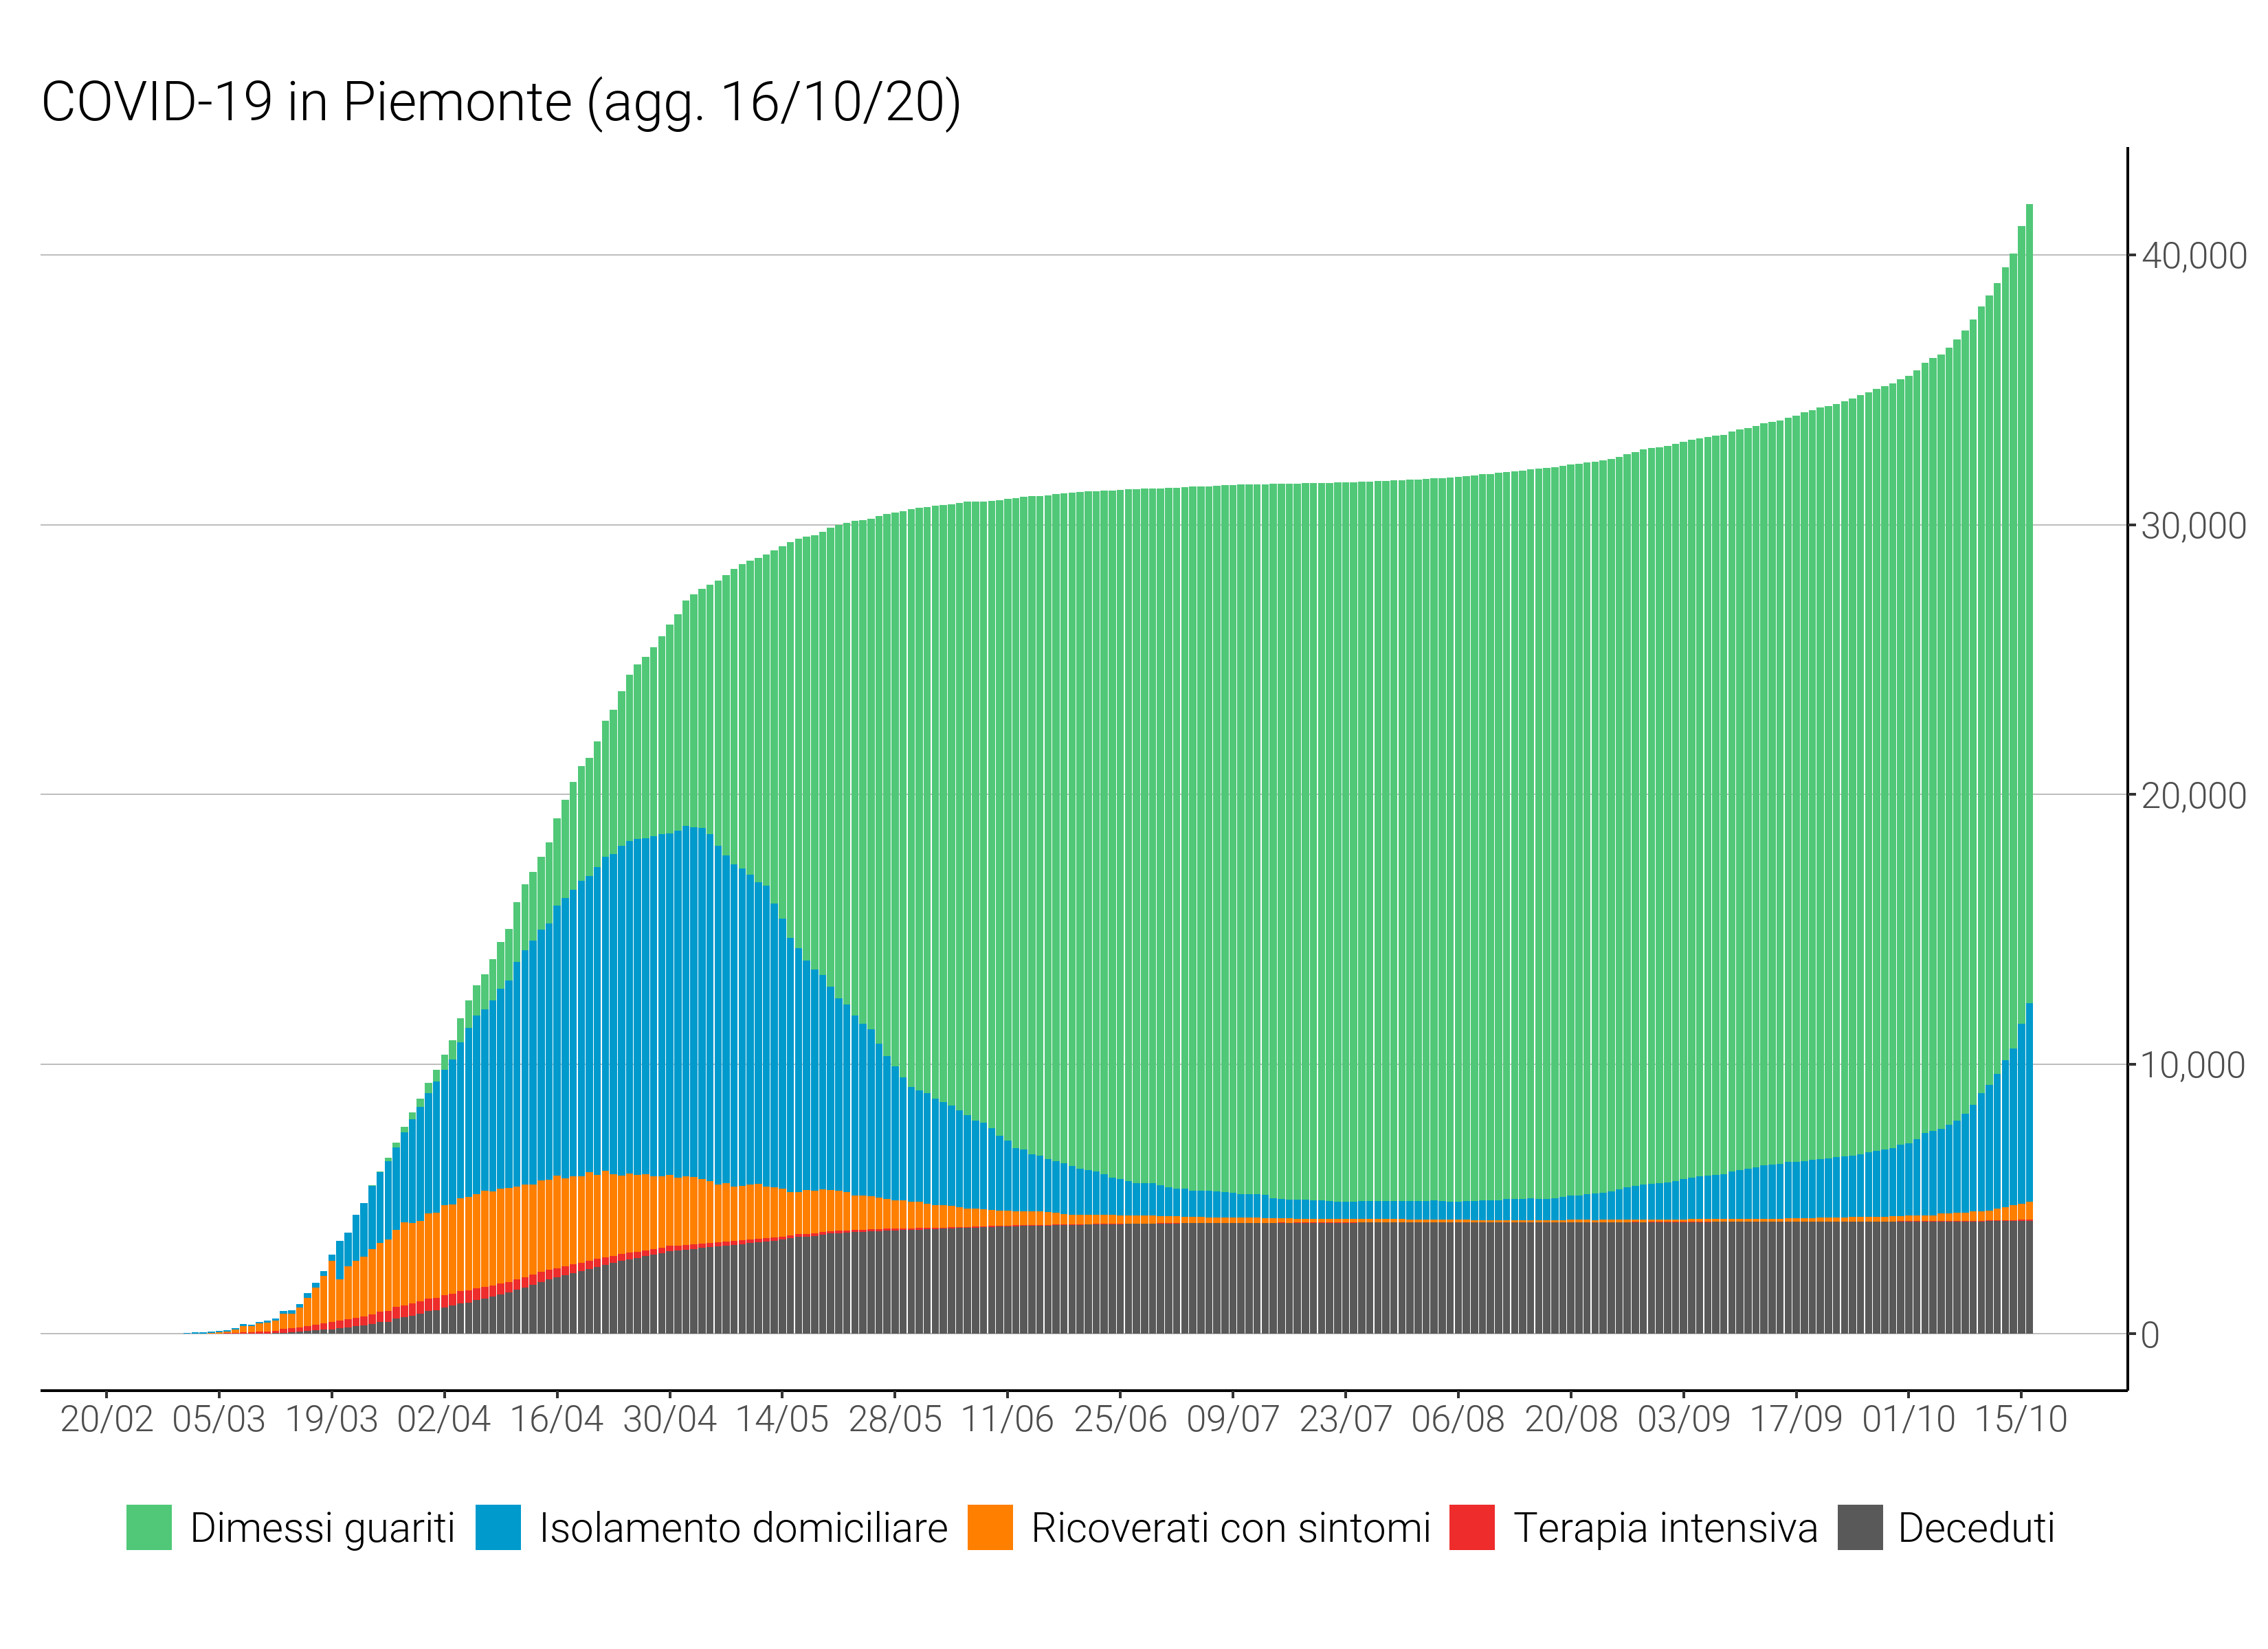 COVID-19 in Piemonte (agg. 16/10/20)
40,000
30,000
20,000
10,000
0
20/02 05/03 19/03 02/04 16/04 30/04 14/05 28/05 11/06 25/06 09/07 23/07 06/08 20/08 03/09 17/09 01/10 15/10
Dimessi guariti Isolamento domiciliare Ricoverati con sintomi Terapia intensiva Deceduti